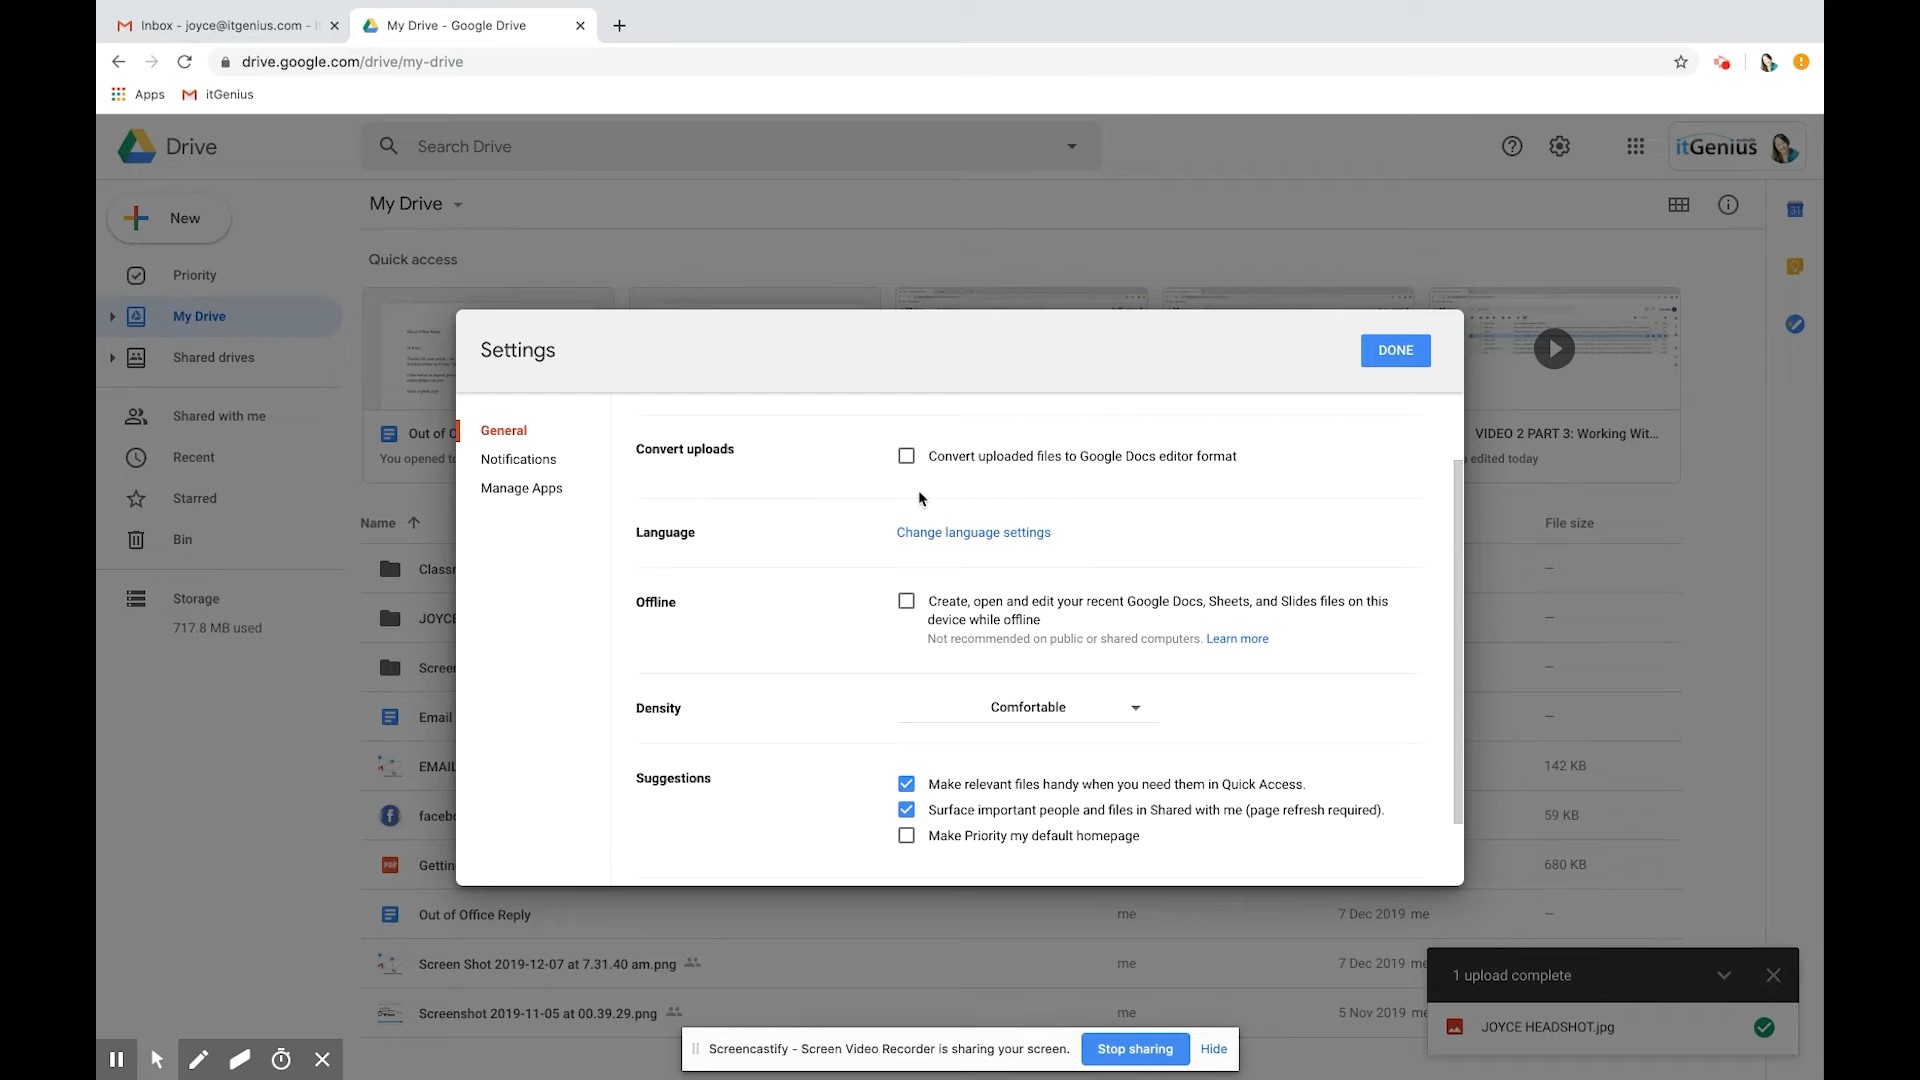 Inbox - joyce@itgenius.com -
My Drive - Google Drive
drive.google.com/drive/my-drive
Apps
itGenius
Drive
Search Drive
itGenius
New
My Drive
Priority
Quick access
My Drive
Shared drives
Settings
DONE
Shared with me
Out of
VIDEO 2 PART 3: Working Wit...
You opened
edited today
General
Notifications
Manage Apps
Convert uploads
Convert uploaded files to Google Docs editor format
Recent
Starred
Name
File size
Bin
Language
Change language settings
Classr
Offline
Create, open and edit your recent Google Docs, Sheets, and Slides files on this
device while offline
Not recommended on public or shared computers. Learn more
Storage
717.8 MB used
JOYCE
Screen
Density
Comfortable
Email
EMAIL
142 KB
Suggestions
Make relevant files handy when you need them in Quick Access.
Surface important people and files in Shared with me (page refresh required).
Make Priority my default homepage
facebo
59 KB
PDF
Gettin
680 KB
Out of Office Reply
me
7 Dec 2019 me
—
Screen Shot 2019-12-07 at 7.31.40 am.png
me
7 Dec 2019 me
Screenshot 2019-11-05 at 00.39.29.png
me
5 Nov 2019 me
1 upload complete
JOYCE HEADSHOT.jpg
Screencastify - Screen Video Recorder is sharing your screen.
Stop sharing
Hide